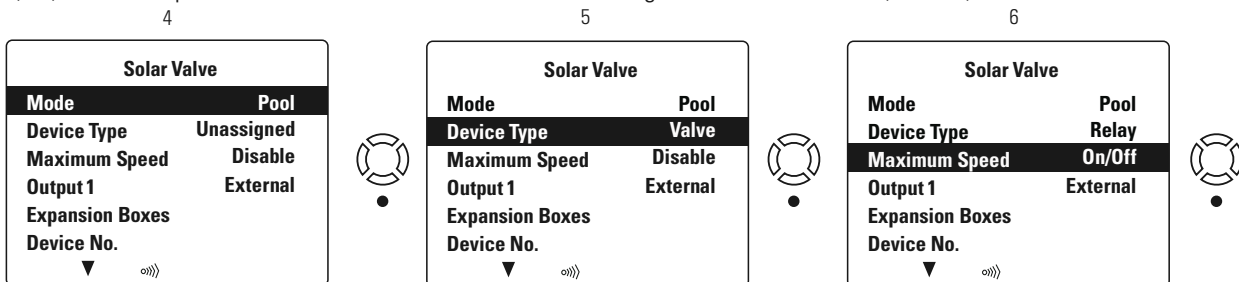 4
Solar Valve
Mode Pool
Device Type Unassigned
Maximum Speed Disable
Output 1 External
Expansion Boxes
Device No.
5
Solar Valve
Mode Pool
Device Type Valve
Maximum Speed Disable
Output 1 External
Expansion Boxes
Device No.
6
Solar Valve
Mode Pool
Device Type Relay
Maximum Speed On/Off
Output 1 External
Expansion Boxes
Device No.